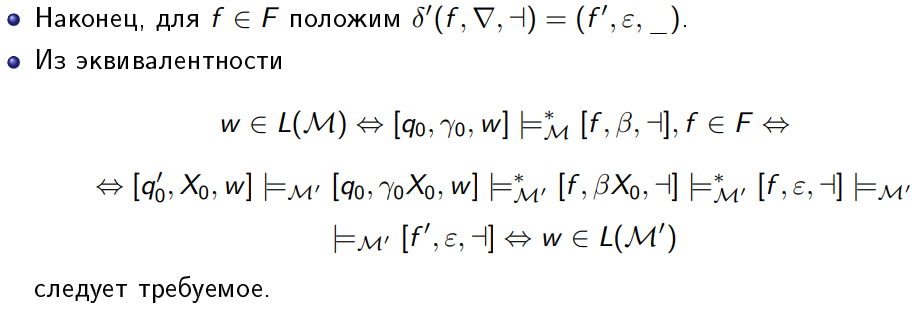 Наконец, для f ∈ F положим δ′(f, ∇, ⊣) = (f′, ε, _).
Из эквивалентности
w ∈ L(ℳ) ⇔ [q₀, γ₀, w] ⊨*_ℳ [f, β, ⊣], f ∈ F ⇔
⇔ [q′₀, X₀, w] ⊨_ℳ′ [q₀, γ₀X₀, w] ⊨*_ℳ′ [f, βX₀, ⊣] ⊨*_ℳ′ [f, ε, ⊣] ⊨_ℳ′
⊨_ℳ′ [f′, ε, ⊣] ⇔ w ∈ L(ℳ′)
следует требуемое.